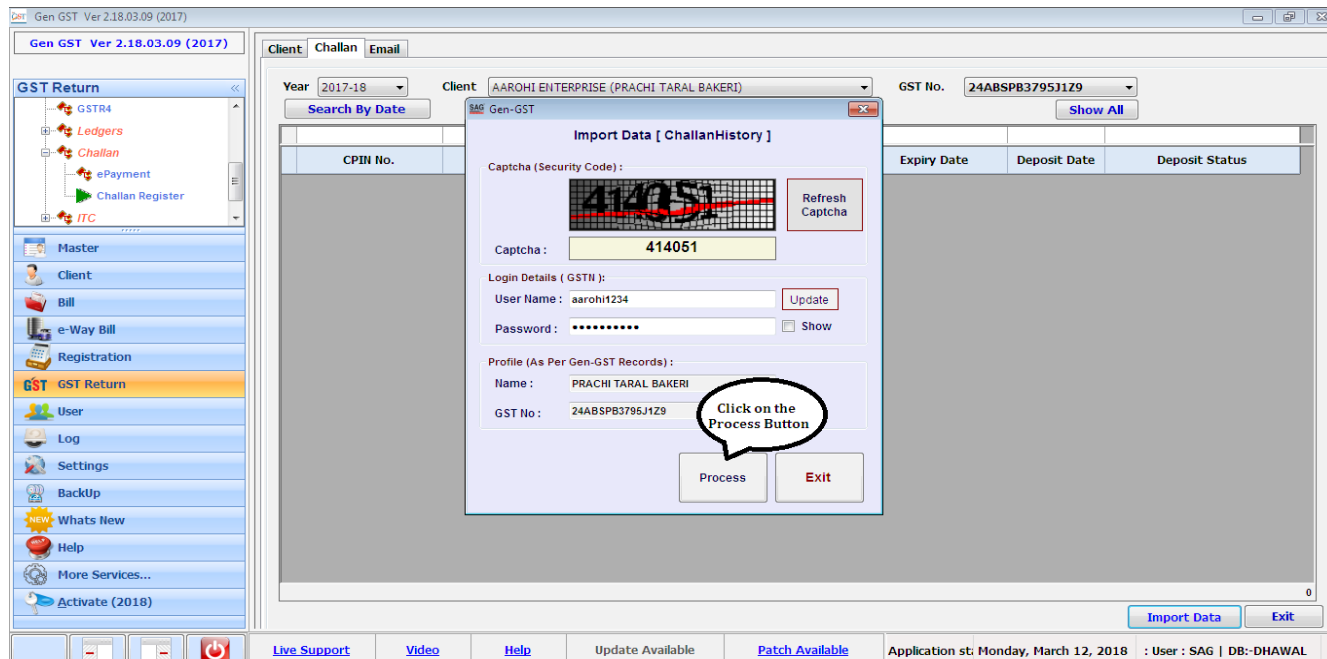 GST Gen GST Ver 2.18.03.09 (2017)
Gen GST Ver 2.18.03.09 (2017)
Client Challan Email
GST Return
GSTR4
Ledgers
Challan
ePayment
Challan Register
ITC
Master
Client
Bill
e-Way Bill
Registration
GST GST Return
User
Log
Settings
BackUp
NEW Whats New
Help
More Services...
Activate (2018)
Year 2017-18 Client AAROHI ENTERPRISE (PRACHI TARAL BAKERI) GST No. 24ABSPB3795J1Z9
Search By Date Show All
CPIN No. Expiry Date Deposit Date Deposit Status
SAG Gen-GST
Import Data [ ChallanHistory ]
Captcha (Security Code) :
414051
Refresh
Captcha
Captcha : 414051
Login Details ( GSTN ):
User Name : aarohi1234 Update
Password : •••••••••• Show
Profile (As Per Gen-GST Records) :
Name : PRACHI TARAL BAKERI
GST No : 24ABSPB3795J1Z9
Click on the
Process Button
Process Exit
0
Import Data Exit
Live Support Video Help Update Available Patch Available Application sta Monday, March 12, 2018 : User : SAG | DB:-DHAWAL